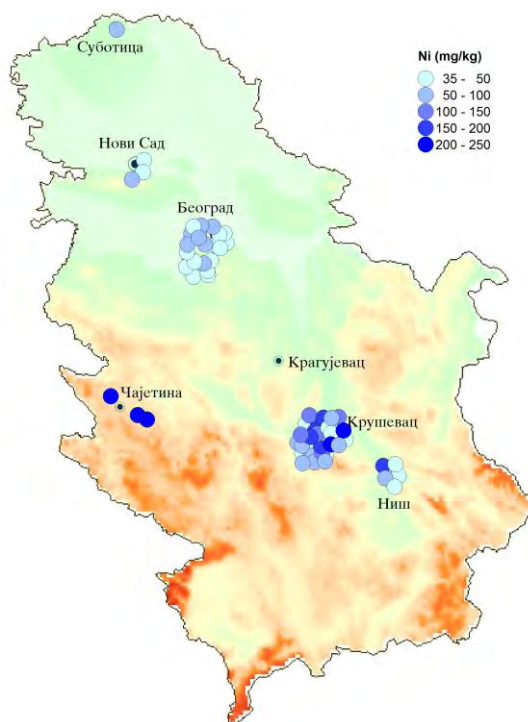 Суботица
Ni (mg/kg)
35 - 50
50 - 100
100 - 150
150 - 200
200 - 250
Нови Сад
Београд
Крагујевац
Чајетина
Крушевац
Ниш